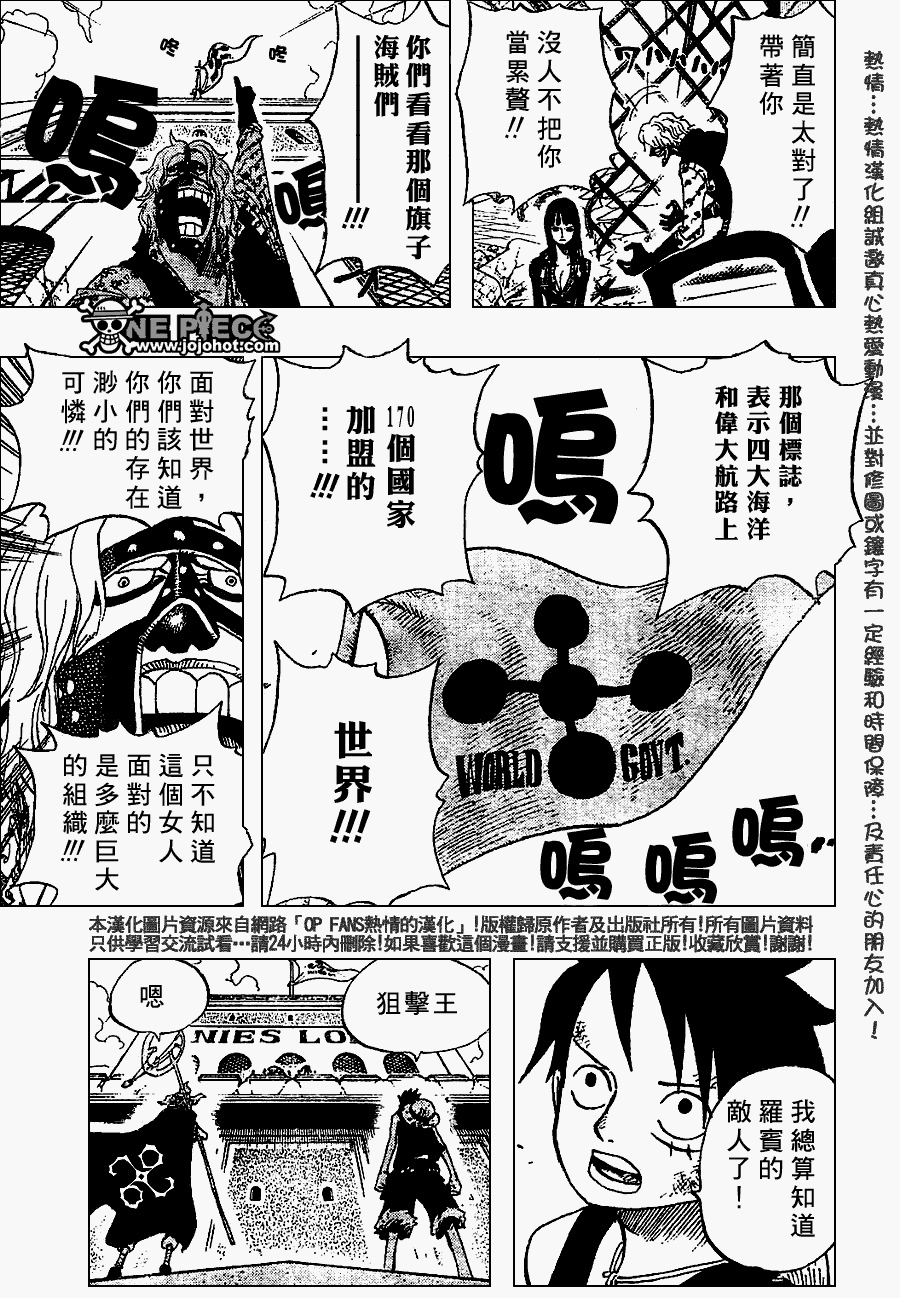 簡直是太對了!!
帶著你
沒人不把你
當累贅!!
你們看看那個旗子
海賊們
———!!!
咚
咚
嗚
嗚
ONE PIECE
www.jojohot.com
那個標誌，
表示四大海洋
和偉大航路上
嗚
170個國家
加盟的
……!!!
WORLD GOVT.
世界!!!
嗚
嗚
嗚
面對世界，
你們該知道
你們的存在
渺小的
可憐!!!
只不知道
這個女人
面對的
是多麼巨大
的組織!!!
本漢化圖片資源來自網路「OP FANS熱情的漢化」!版權歸原作者及出版社所有!所有圖片資料
只供學習交流試看…請24小時內刪除!如果喜歡這個漫畫!請支援並購買正版!收藏欣賞!謝謝!
我總算知道
羅賓的
敵人了!
狙擊王
嗯
NIES LO
熱情…熱情漢化組誠邀真心熱愛動漫…並對修圖或鑲字有一定經驗和時間保障…及責任心的朋友加入!